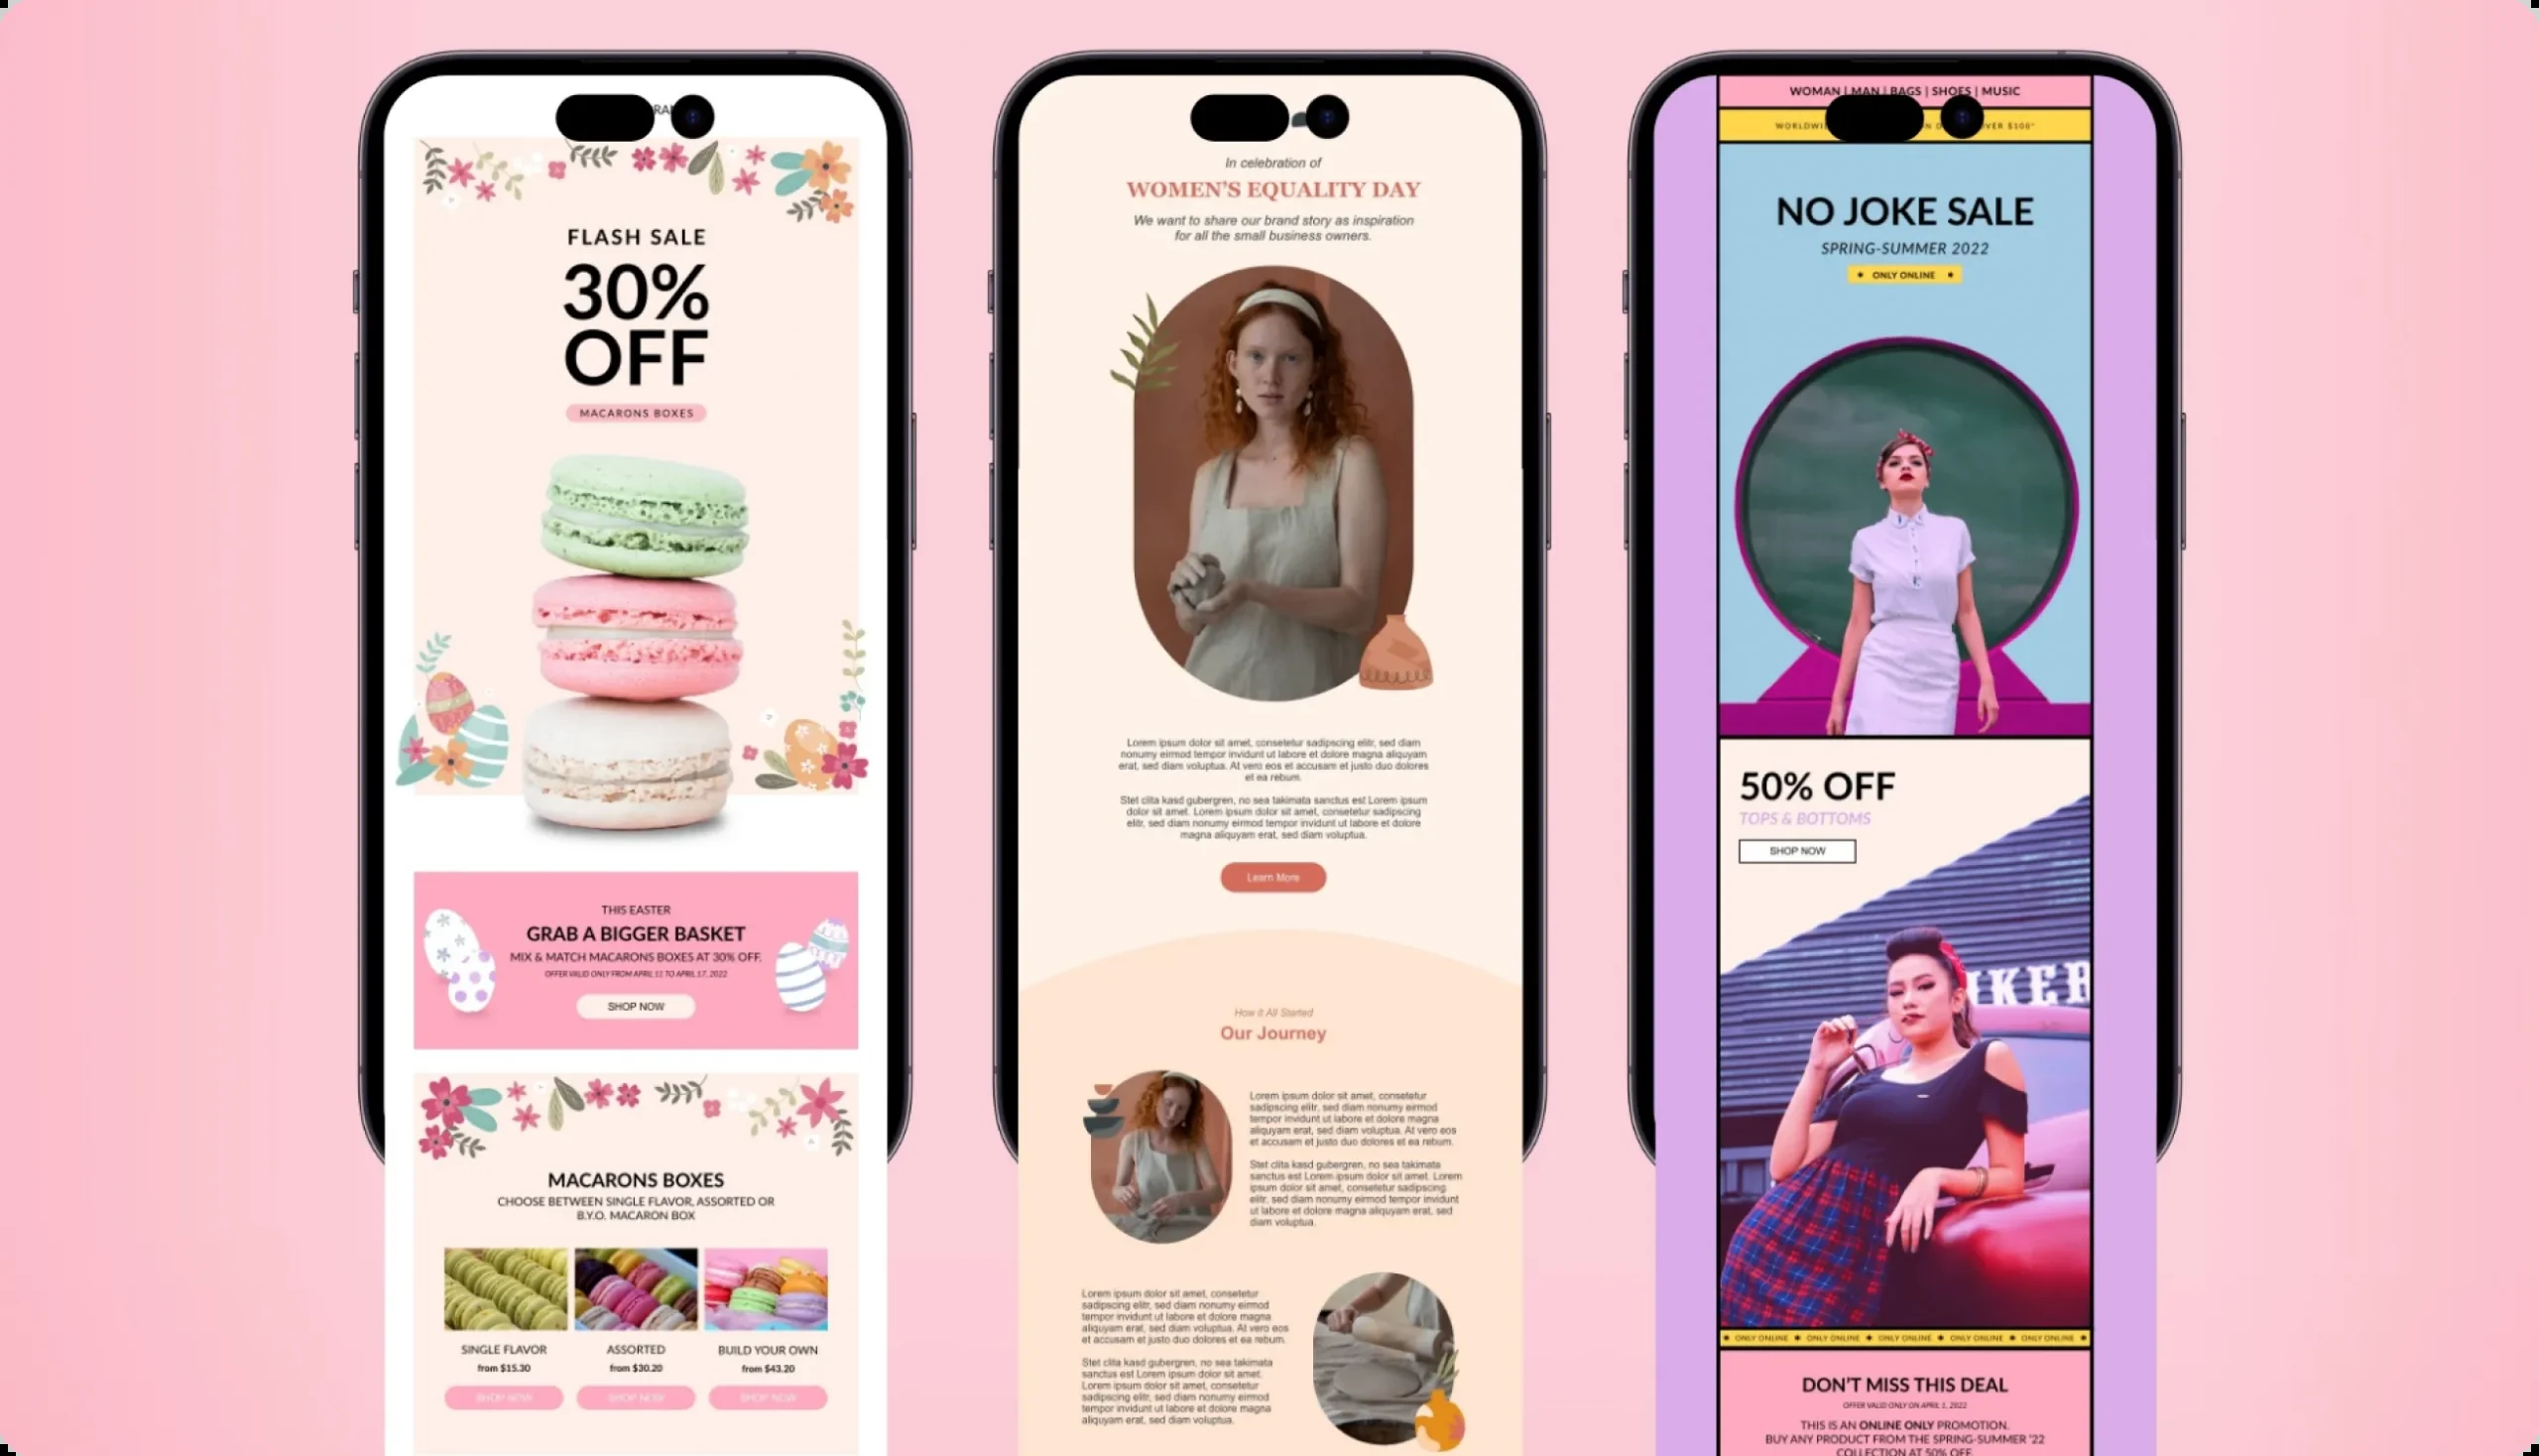 FLASH SALE
30%
OFF
MACARONS BOXES
THIS EASTER
GRAB A BIGGER BASKET
MIX & MATCH MACARONS BOXES AT 30% OFF.
OFFER VALID ONLY FROM APRIL 11 TO APRIL 17, 2022
SHOP NOW
MACARONS BOXES
CHOOSE BETWEEN SINGLE FLAVOR, ASSORTED OR
B.Y.O. MACARON BOX
SINGLE FLAVOR
from $15.30
SHOP NOW
ASSORTED
from $30.20
SHOP NOW
BUILD YOUR OWN
from $43.20
SHOP NOW
In celebration of
WOMEN'S EQUALITY DAY
We want to share our brand story as inspiration
for all the small business owners.
Lorem ipsum dolor sit amet, consetetur sadipscing elitr, sed diam
nonumy eirmod tempor invidunt ut labore et dolore magna aliquyam
erat, sed diam voluptua. At vero eos et accusam et justo duo dolores
et ea rebum.
Stet clita kasd gubergren, no sea takimata sanctus est Lorem ipsum
dolor sit amet. Lorem ipsum dolor sit amet, consetetur sadipscing
elitr, sed diam nonumy eirmod tempor invidunt ut labore et dolore
magna aliquyam erat, sed diam voluptua.
Learn More
How it All Started
Our Journey
Lorem ipsum dolor sit amet, consetetur
sadipscing elitr, sed diam nonumy eirmod
tempor invidunt ut labore et dolore magna
aliquyam erat, sed diam voluptua. At vero eos
et accusam et justo duo dolores et ea rebum.
Stet clita kasd gubergren, no sea takimata
sanctus est Lorem ipsum dolor sit amet. Lorem
ipsum dolor sit amet, consetetur sadipscing
elitr, sed diam nonumy eirmod tempor invidunt
ut labore et dolore magna aliquyam erat, sed
diam voluptua.
Lorem ipsum dolor sit amet, consetetur
sadipscing elitr, sed diam nonumy eirmod
tempor invidunt ut labore et dolore magna
aliquyam erat, sed diam voluptua. At vero eos
et accusam et justo duo dolores et ea rebum.
Stet clita kasd gubergren, no sea takimata
sanctus est Lorem ipsum dolor sit amet.
Lorem ipsum dolor sit amet, consetetur
sadipscing elitr, sed diam nonumy eirmod
tempor invidunt ut labore et dolore magna
aliquyam erat, sed diam voluptua.
WOMAN | MAN | BAGS | SHOES | MUSIC
$100*
NO JOKE SALE
SPRING-SUMMER 2022
ONLY ONLINE
50% OFF
TOPS & BOTTOMS
SHOP NOW
ONLY ONLINE ONLY ONLINE ONLY ONLINE ONLY ONLINE ONLY ONLINE
DON'T MISS THIS DEAL
OFFER VALID ONLY ON APRIL 1, 2022
THIS IS AN ONLINE ONLY PROMOTION.
BUY ANY PRODUCT FROM THE SPRING-SUMMER '22
COLLECTION AT 50% OFF